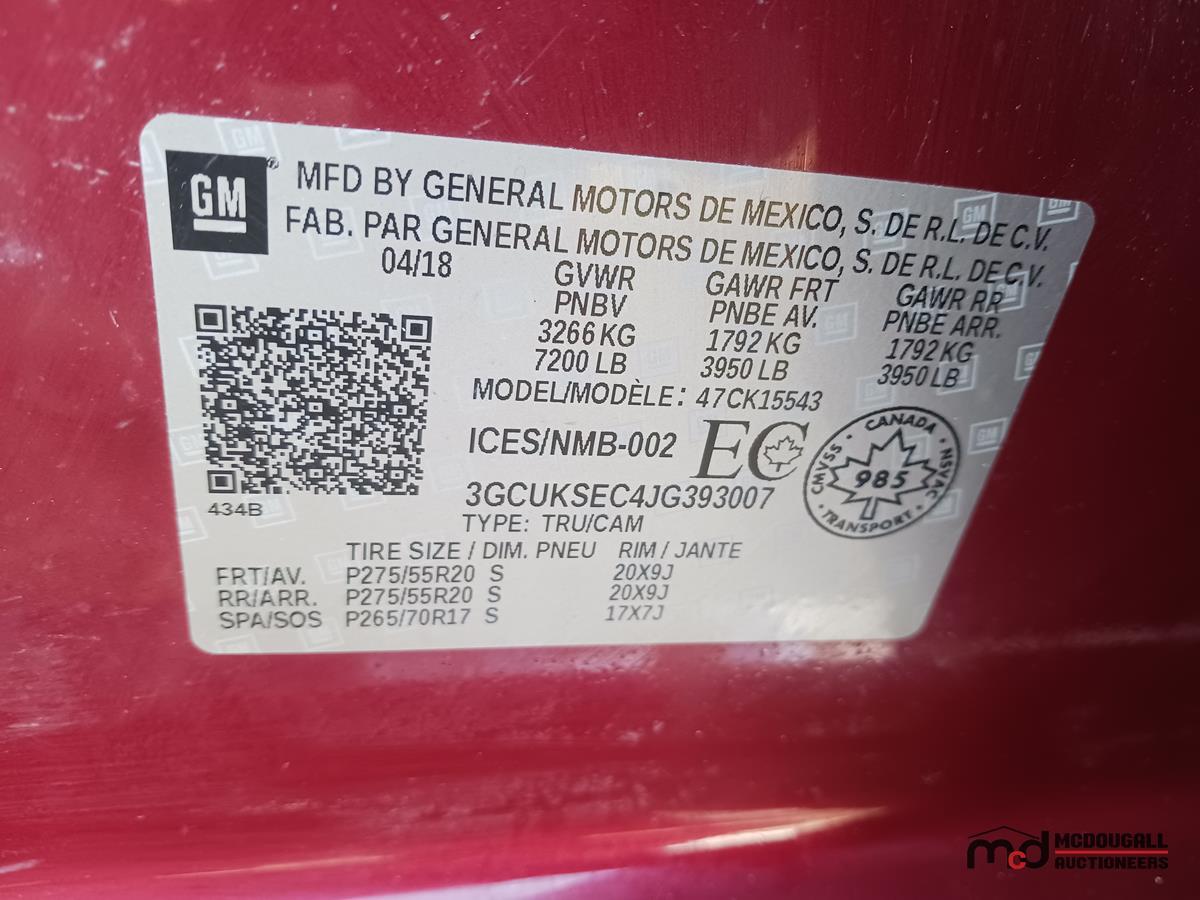 GM
MFD BY GENERAL MOTORS DE MEXICO, S. DE R.L. DE C.V.
FAB. PAR GENERAL MOTORS DE MEXICO, S. DE R.L. DE C.V.
04/18
GVWR GAWR FRT GAWR RR
PNBV PNBE AV. PNBE ARR.
3266 KG 1792 KG 1792 KG
7200 LB 3950 LB 3950 LB
MODEL/MODÈLE: 47CK15543
ICES/NMB-002 EC
CANADA
CMVSS • 985 • NSVAC
TRANSPORT
3GCUKSEC4JG393007
434B
TYPE: TRU/CAM
TIRE SIZE / DIM. PNEU RIM / JANTE
FRT/AV. P275/55R20 S 20X9J
RR/ARR. P275/55R20 S 20X9J
SPA/SOS P265/70R17 S 17X7J
mcd MCDOUGALL
AUCTIONEERS